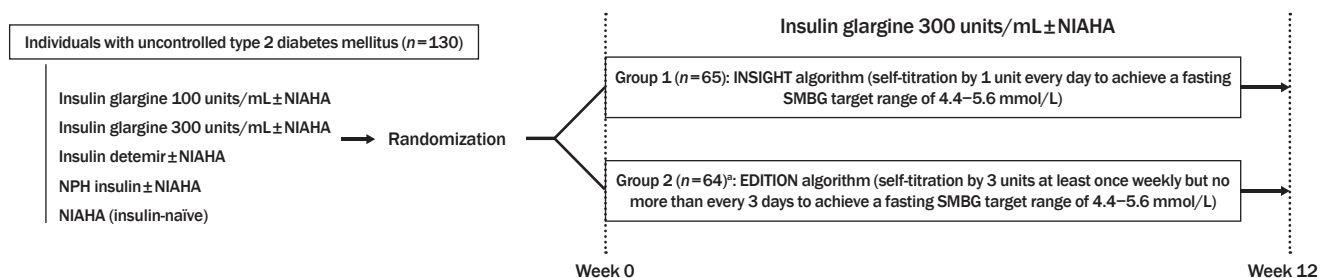 Individuals with uncontrolled type 2 diabetes mellitus (n=130)
Insulin glargine 100 units/mL±NIAHA
Insulin glargine 300 units/mL±NIAHA
Insulin detemir±NIAHA
NPH insulin±NIAHA
NIAHA (insulin-naïve)
Randomization
Insulin glargine 300 units/mL±NIAHA
Group 1 (n=65): INSIGHT algorithm (self-titration by 1 unit every day to achieve a fasting
SMBG target range of 4.4–5.6 mmol/L)
Group 2 (n=64)ᵃ: EDITION algorithm (self-titration by 3 units at least once weekly but no
more than every 3 days to achieve a fasting SMBG target range of 4.4–5.6 mmol/L)
Week 0
Week 12